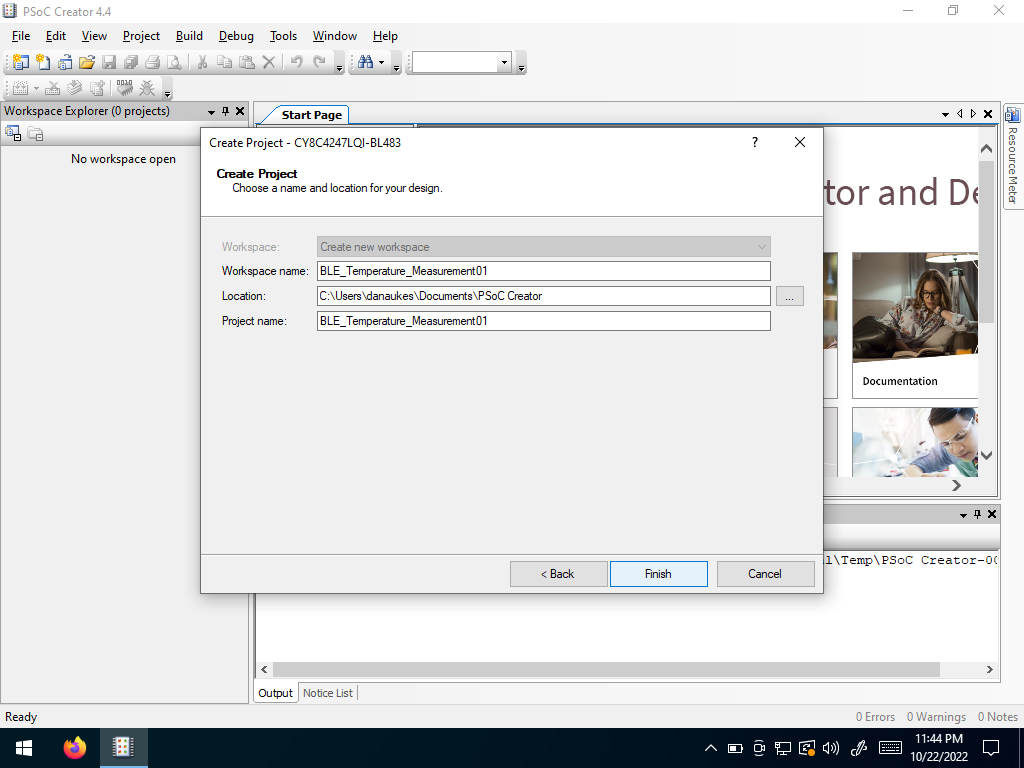 PSoC Creator 4.4
File Edit View Project Build Debug Tools Window Help
Workspace Explorer (0 projects)
Start Page
No workspace open
Resource Meter
Create Project - CY8C4247LQI-BL483
?
Create Project
Choose a name and location for your design.
Workspace: Create new workspace
Workspace name: BLE_Temperature_Measurement01
Location: C:\Users\danaukes\Documents\PSoC Creator ...
Project name: BLE_Temperature_Measurement01
< Back Finish Cancel
tor and De
Documentation
l\Temp\PSoC Creator-00
Output Notice List
Ready
0 Errors 0 Warnings 0 Notes
11:44 PM
10/22/2022